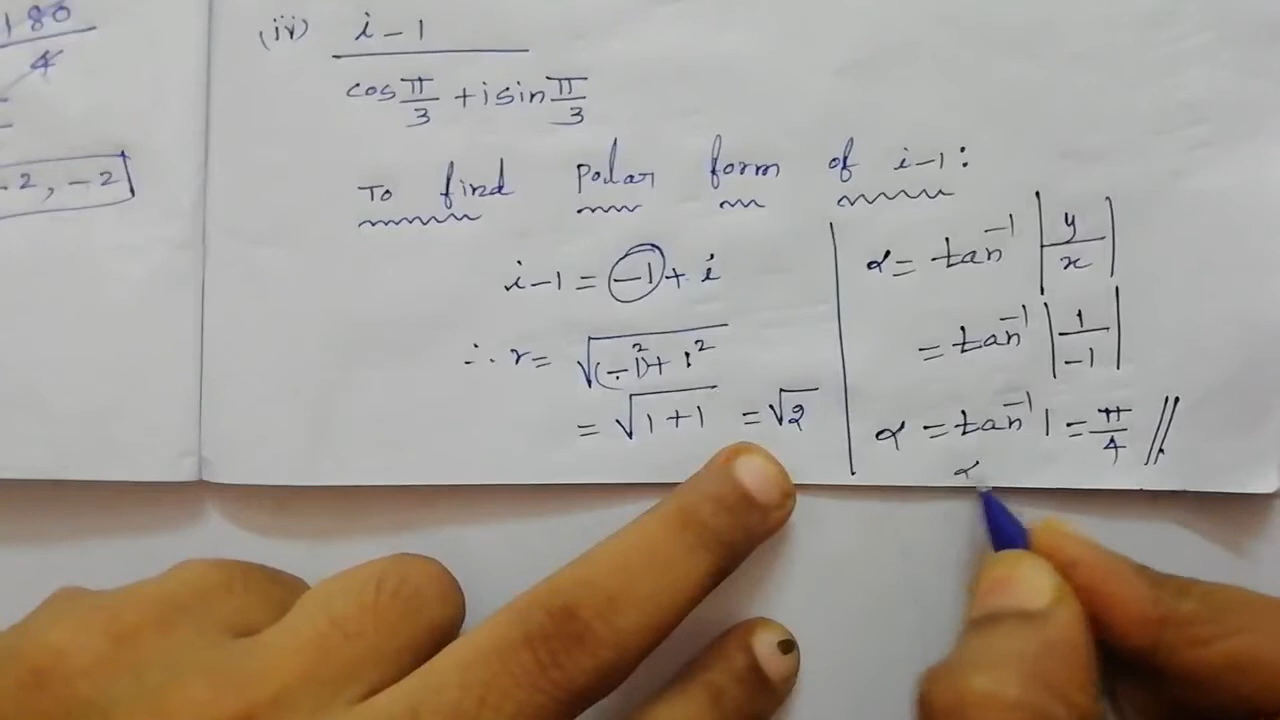 180
4
-2, -2
(iv) i-1
cos π/3 + i sin π/3
To find polar form of i-1:
i-1 = -1 + i
∴ r = √((-1)² + 1²)
= √(1+1) = √2
α = tan⁻¹ |y/x|
= tan⁻¹ |1/-1|
α = tan⁻¹ 1 = π/4 //
α